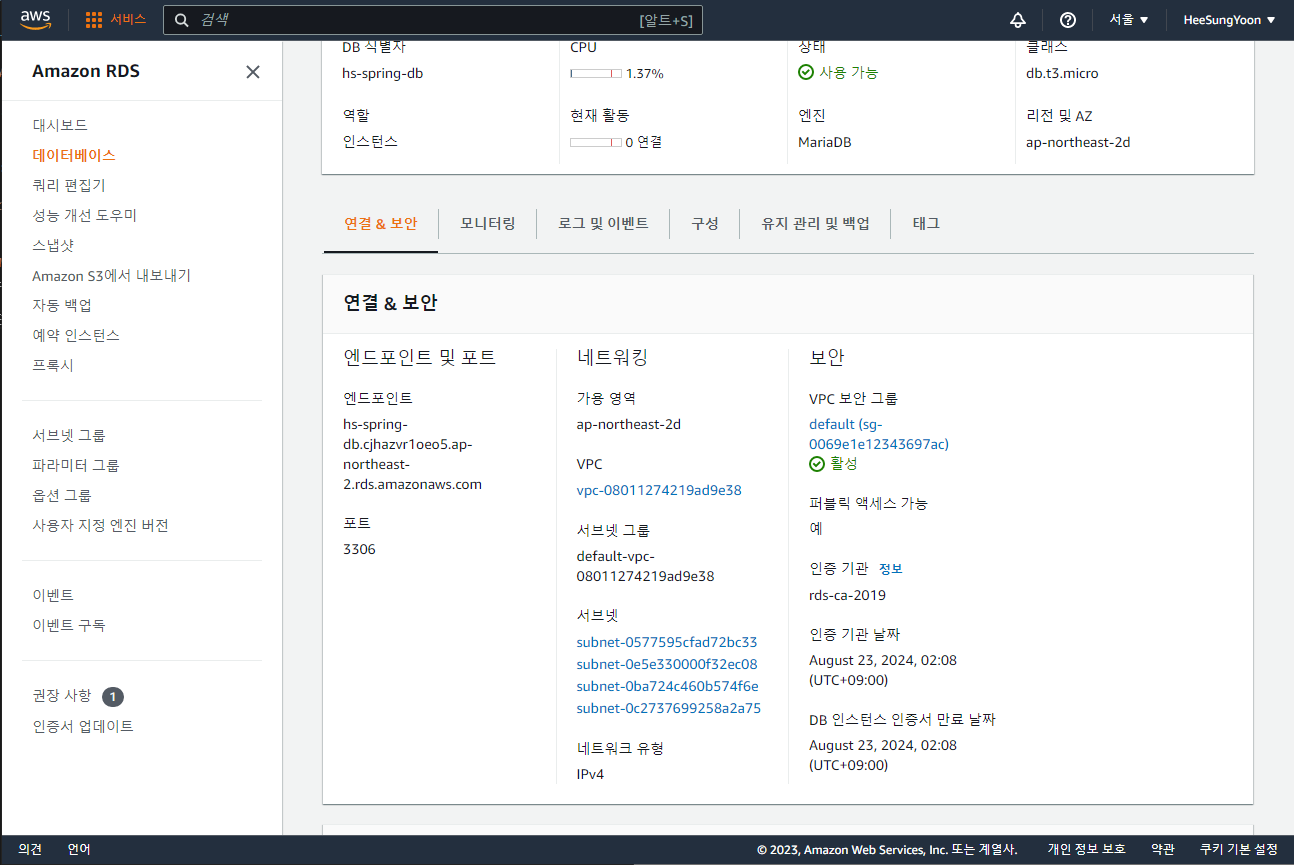 aws
서비스
검색
[알트+S]
서울 ▼
HeeSungYoon ▼
Amazon RDS
대시보드
데이터베이스
쿼리 편집기
성능 개선 도우미
스냅샷
Amazon S3에서 내보내기
자동 백업
예약 인스턴스
프록시
서브넷 그룹
파라미터 그룹
옵션 그룹
사용자 지정 엔진 버전
이벤트
이벤트 구독
권장 사항 1
인증서 업데이트
DB 식별자
hs-spring-db
역할
인스턴스
CPU
1.37%
현재 활동
0 연결
상태
사용 가능
엔진
MariaDB
클래스
db.t3.micro
리전 및 AZ
ap-northeast-2d
연결 & 보안
모니터링
로그 및 이벤트
구성
유지 관리 및 백업
태그
연결 & 보안
엔드포인트 및 포트
엔드포인트
hs-spring-
db.cjhazvr1oeo5.ap-
northeast-
2.rds.amazonaws.com
포트
3306
네트워킹
가용 영역
ap-northeast-2d
VPC
vpc-08011274219ad9e38
서브넷 그룹
default-vpc-
08011274219ad9e38
서브넷
subnet-0577595cfad72bc33
subnet-0e5e330000f32ec08
subnet-0ba724c460b574f6e
subnet-0c2737699258a2a75
네트워크 유형
IPv4
보안
VPC 보안 그룹
default (sg-
0069e1e12343697ac)
활성
퍼블릭 액세스 가능
예
인증 기관 정보
rds-ca-2019
인증 기관 날짜
August 23, 2024, 02:08
(UTC+09:00)
DB 인스턴스 인증서 만료 날짜
August 23, 2024, 02:08
(UTC+09:00)
의견
언어
© 2023, Amazon Web Services, Inc. 또는 계열사.
개인 정보 보호
약관
쿠키 기본 설정